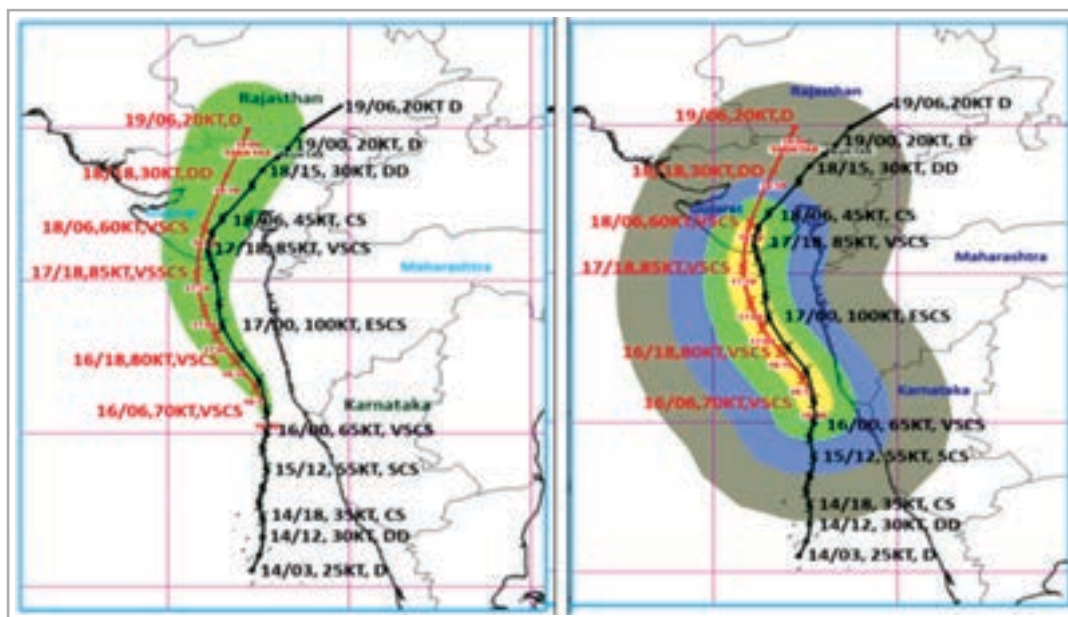 Rajasthan
19/06,20KT D
19/06,20KT,D
19/00, 20KT, D
18/15, 30KT, DD
18/18,30KT,DD
18/06, 45KT, CS
18/06,60KT,VSCS
17/18,85KT, VSCS
Maharashtra
17/18,85KT,VSSCS
17/00, 100KT, ESCS
16/18,80KT,VSCS
Karnataka
16/06,70KT,VSCS
16/00, 65KT, VSCS
15/12, 55KT, SCS
14/18, 35KT, CS
14/12, 30KT, DD
14/03, 25KT, D
Rajasthan
19/06,20KT D
19/06,20KT,D
19/00, 20KT, D
18/15, 30KT, DD
18/18,30KT,DD
Gujarat
18/06, 45KT, CS
18/06,60KT,VSCS
17/18, 85KT, VSCS
Maharashtra
17/18,85KT,VSCS
17/00, 100KT, ESCS
16/18,80KT,VSCS
Karnataka
16/06,70KT,VSCS
16/00, 65KT, VSCS
15/12, 55KT, SCS
14/18, 35KT, CS
14/12, 30KT, DD
14/03, 25KT, D